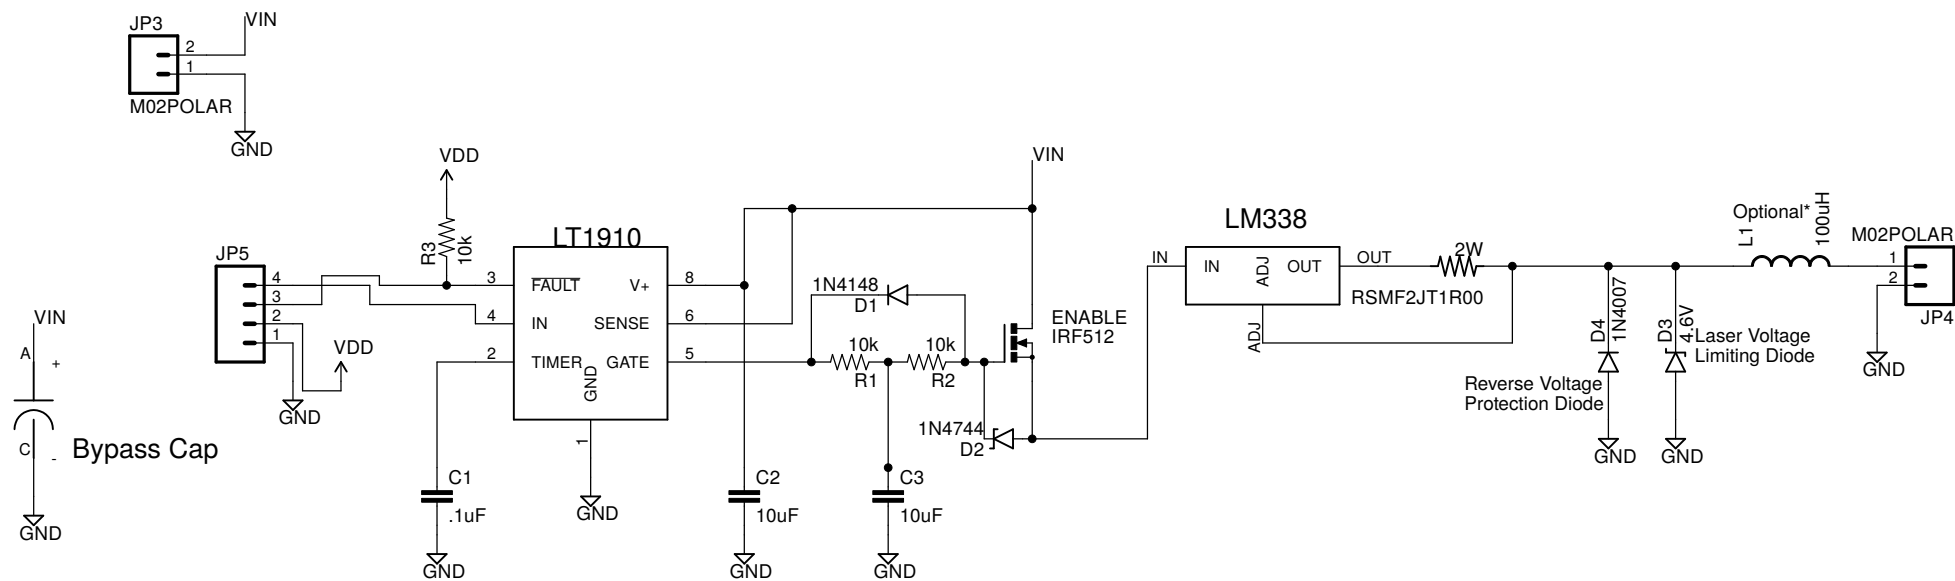 JP3
VIN
2
1
M02POLAR
GND
VIN
A
+
C
-
Bypass Cap
GND
JP5
4
3
2
1
VDD
GND
VDD
R3
10k
LT1910
3
FAULT
V+
8
4
IN
SENSE
6
2
TIMER
GATE
5
GND
1
GND
C1
.1uF
GND
C2
10uF
GND
1N4148
D1
10k
R1
10k
R2
C3
10uF
GND
1N4744
D2
VIN
ENABLE
IRF512
LM338
IN
IN
ADJ
OUT
OUT
ADJ
2W
RSMF2JT1R00
D4
1N4007
Reverse Voltage
Protection Diode
GND
D3
4.6V
Laser Voltage
Limiting Diode
GND
Optional*
L1
100uH
M02POLAR
1
2
JP4
GND